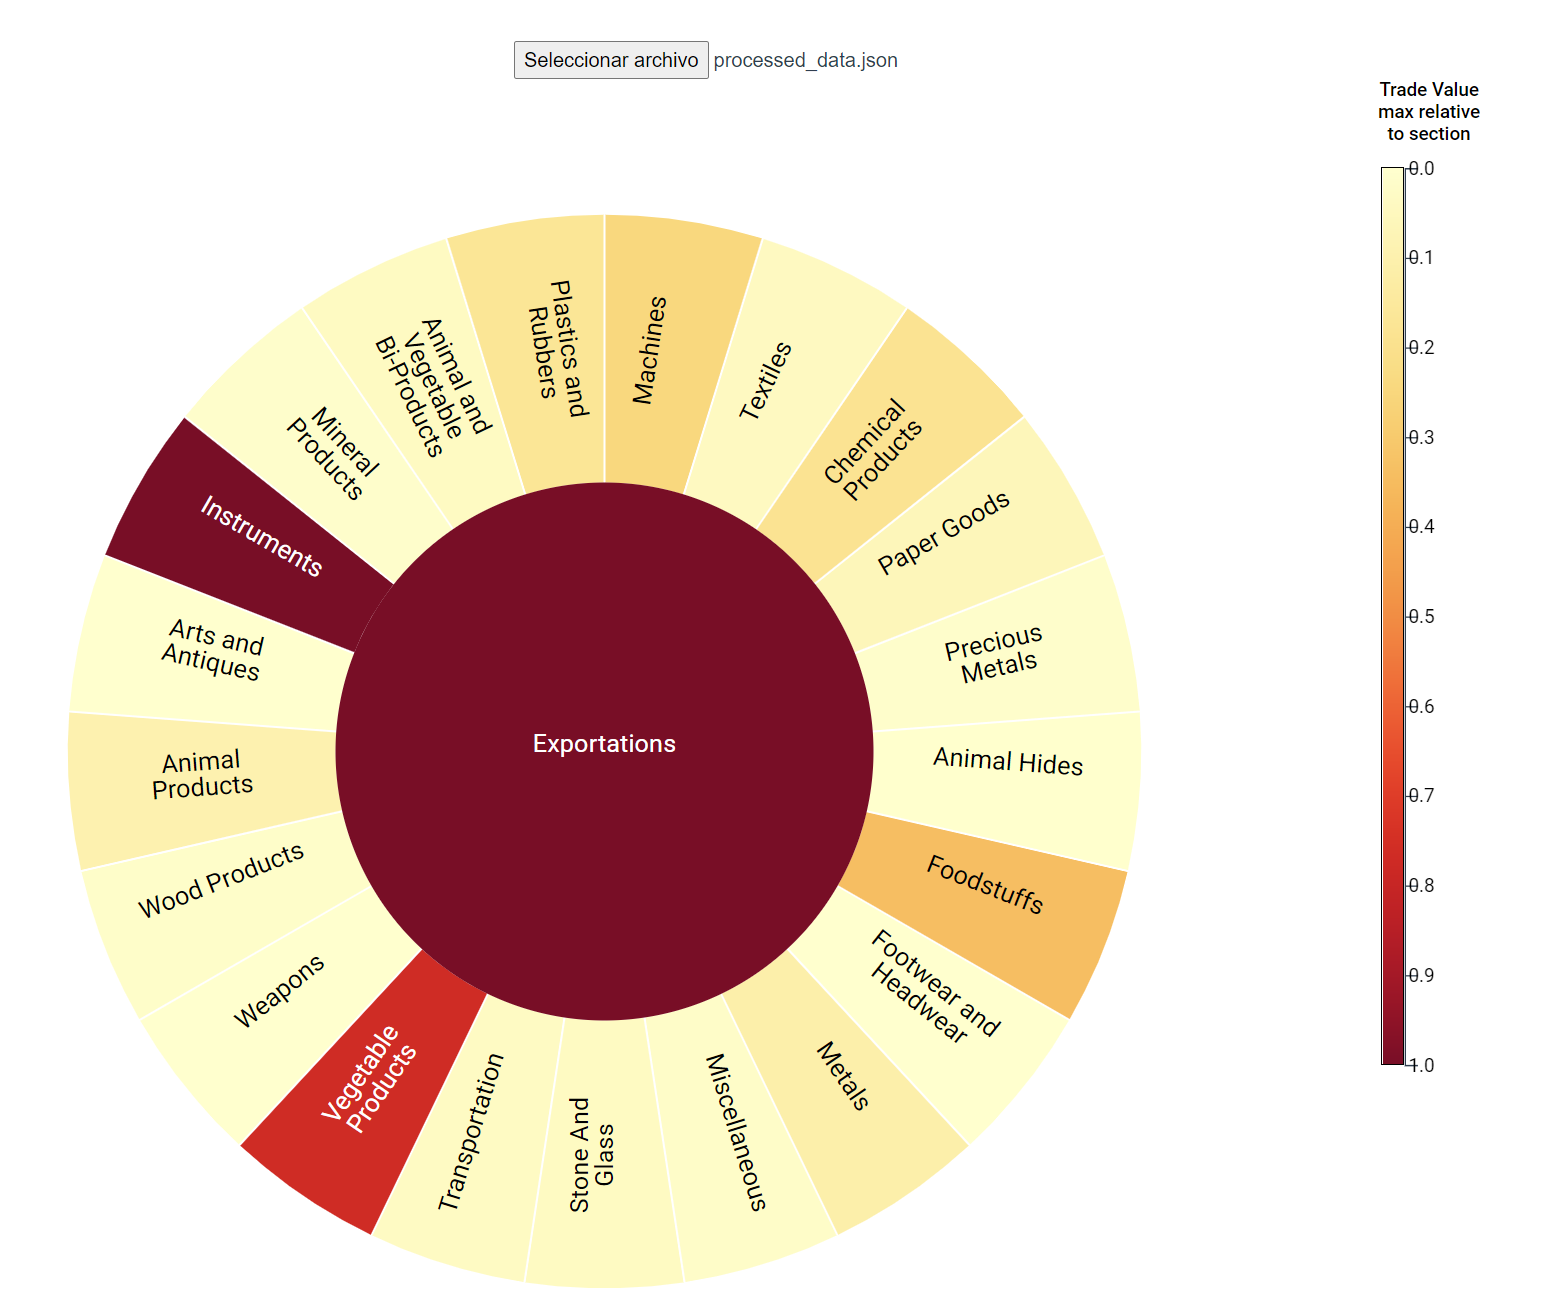 Seleccionar archivo processed_data.json
Trade Value
max relative
to section
0.0
0.1
0.2
0.3
0.4
0.5
0.6
0.7
0.8
0.9
1.0
Exportations
Machines
Textiles
Chemical
Products
Paper Goods
Precious
Metals
Animal Hides
Foodstuffs
Footwear and
Headwear
Metals
Miscellaneous
Stone And
Glass
Transportation
Vegetable
Products
Weapons
Wood Products
Animal
Products
Arts and
Antiques
Instruments
Mineral
Products
Animal and
Vegetable
Bi-Products
Plastics and
Rubbers